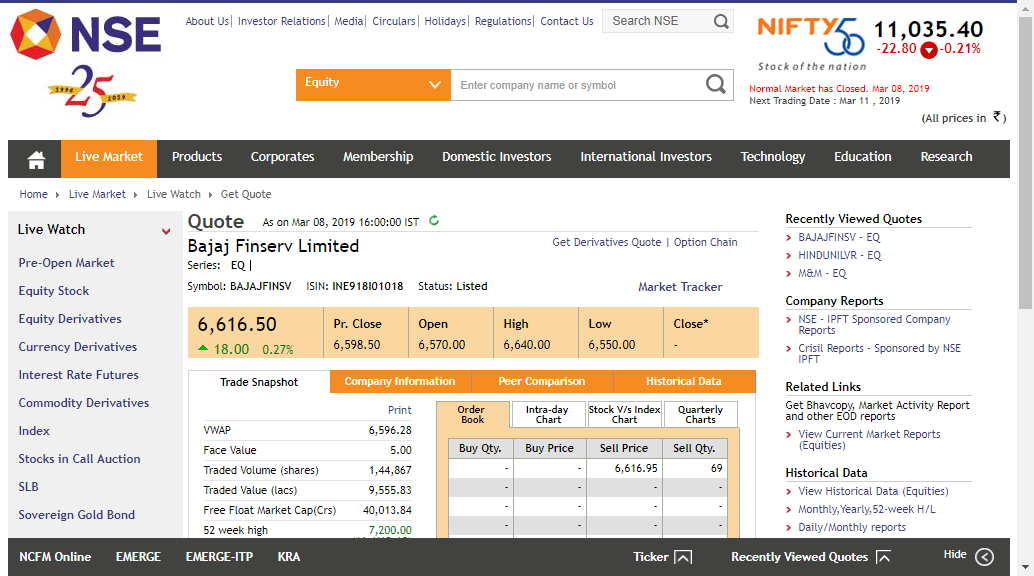 NSE
1994 25 2019
About Us | Investor Relations | Media | Circulars | Holidays | Regulations | Contact Us
Search NSE
Equity
Enter company name or symbol
NIFTY 50
Stock of the nation
11,035.40
-22.80 -0.21%
Normal Market has Closed. Mar 08, 2019
Next Trading Date : Mar 11 , 2019
(All prices in ₹)
Live Market Products Corporates Membership Domestic Investors International Investors Technology Education Research
Home Live Market Live Watch Get Quote
Live Watch
Pre-Open Market
Equity Stock
Equity Derivatives
Currency Derivatives
Interest Rate Futures
Commodity Derivatives
Index
Stocks in Call Auction
SLB
Sovereign Gold Bond
Quote As on Mar 08, 2019 16:00:00 IST
Bajaj Finserv Limited
Get Derivatives Quote | Option Chain
Series: EQ |
Symbol: BAJAJFINSV ISIN: INE918I01018 Status: Listed
Market Tracker
6,616.50
18.00 0.27%
Pr. Close
6,598.50
Open
6,570.00
High
6,640.00
Low
6,550.00
Close*
-
Trade Snapshot Company Information Peer Comparison Historical Data
Print
VWAP 6,596.28
Face Value 5.00
Traded Volume (shares) 1,44,867
Traded Value (lacs) 9,555.83
Free Float Market Cap(Crs) 40,013.84
52 week high 7,200.00
Order
Book
Intra-day
Chart
Stock V/s Index
Chart
Quarterly
Charts
Buy Qty. Buy Price Sell Price Sell Qty.
- - 6,616.95 69
- - - -
- - - -
- - - -
Recently Viewed Quotes
BAJAJFINSV - EQ
HINDUNILVR - EQ
M&M - EQ
Company Reports
NSE - IPFT Sponsored Company
Reports
Crisil Reports - Sponsored by NSE
IPFT
Related Links
Get Bhavcopy, Market Activity Report
and other EOD reports
View Current Market Reports
(Equities)
Historical Data
View Historical Data (Equities)
Monthly,Yearly,52-week H/L
Daily/Monthly reports
NCFM Online EMERGE EMERGE-ITP KRA Ticker Recently Viewed Quotes Hide